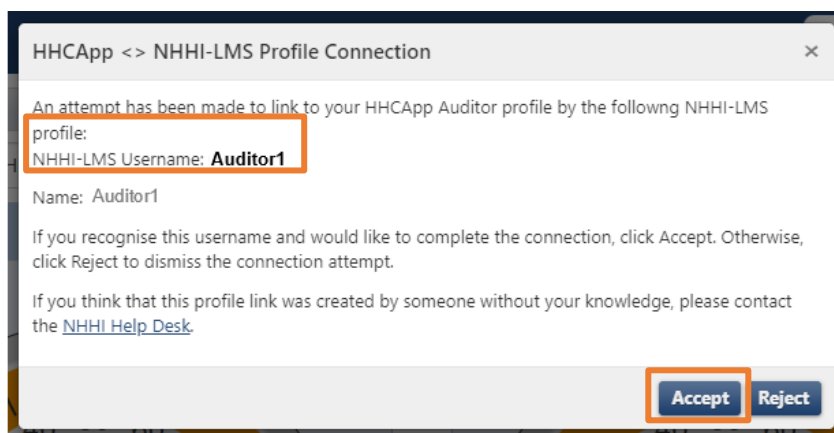 HHCApp <> NHHI-LMS Profile Connection ×
An attempt has been made to link to your HHCApp Auditor profile by the followng NHHI-LMS
profile:
NHHI-LMS Username: Auditor1
Name: Auditor1
If you recognise this username and would like to complete the connection, click Accept. Otherwise,
click Reject to dismiss the connection attempt.
If you think that this profile link was created by someone without your knowledge, please contact
the NHHI Help Desk.
Accept Reject